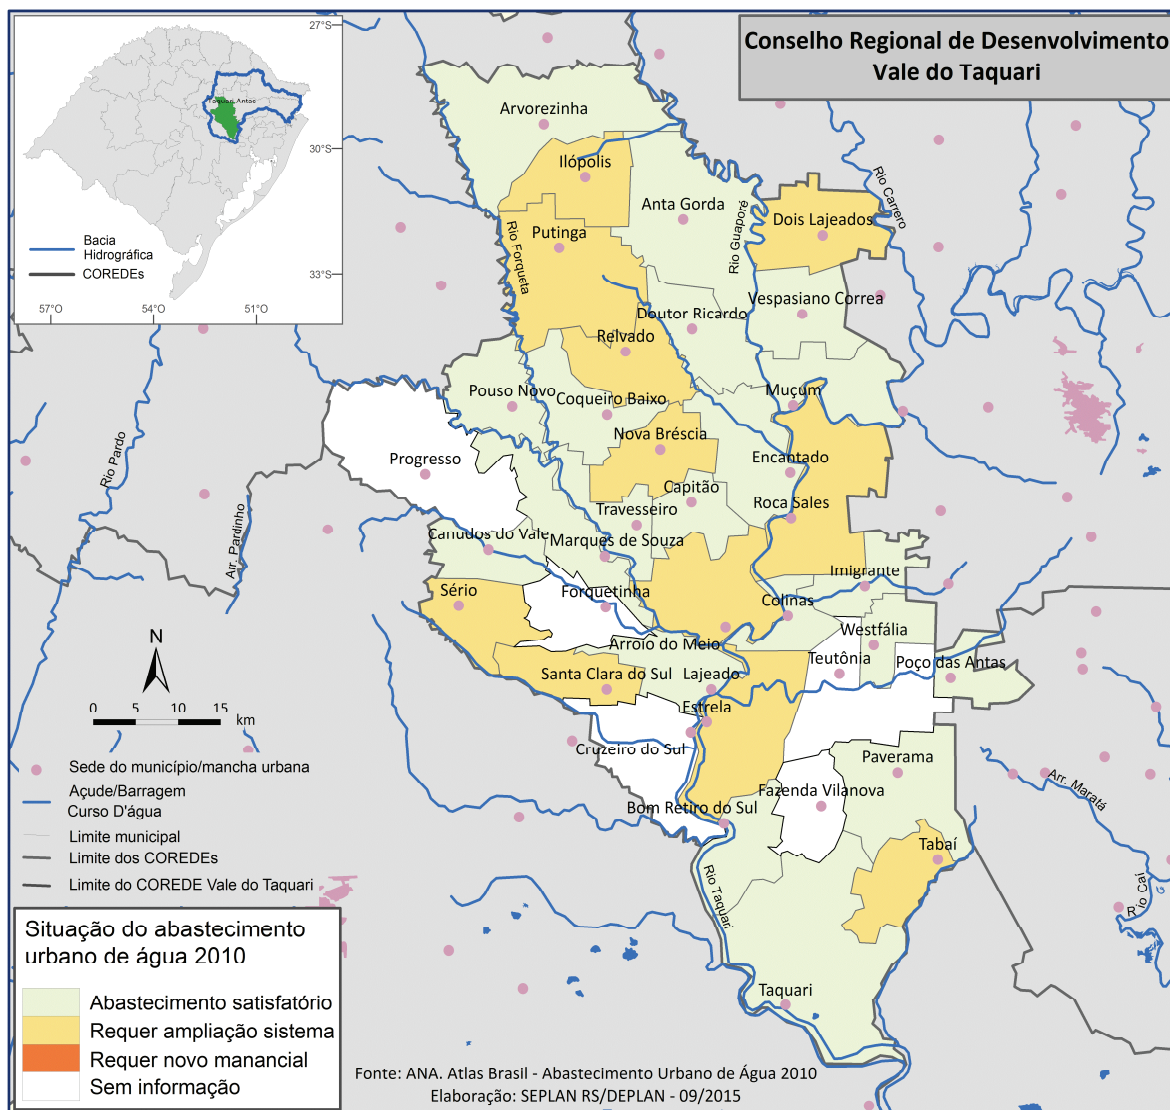 Conselho Regional de Desenvolvimento
Vale do Taquari
27°S
30°S
33°S
57°O
54°O
51°O
Taquari-Antas
Bacia
Hidrográfica
COREDEs
Arvorezinha
Ilópolis
Anta Gorda
Rio Guaporé
Rio Carrero
Dois Lajeados
Putinga
Rio Forqueta
Vespasiano Correa
Doutor Ricardo
Relvado
Muçum
Pouso Novo
Coqueiro Baixo
Nova Bréscia
Encantado
Progresso
Rio Pardo
Capitão
Roca Sales
Travesseiro
Arr. Pardinho
Canudos do Vale
Marques de Souza
Imigrante
Sério
Forquetinha
Colinas
Westfália
Arroio do Meio
Teutônia
Poço das Antas
Santa Clara do Sul
Lajeado
Estrela
Cruzeiro do Sul
Paverama
Fazenda Vilanova
Bom Retiro do Sul
Arr. Maratá
Tabaí
Rio Taquari
Rio Caí
Taquari
N
0 5 10 15
km
Sede do município/mancha urbana
Açude/Barragem
Curso D'água
Limite municipal
Limite dos COREDEs
Limite do COREDE Vale do Taquari
Situação do abastecimento
urbano de água 2010
Abastecimento satisfatório
Requer ampliação sistema
Requer novo manancial
Sem informação
Fonte: ANA. Atlas Brasil - Abastecimento Urbano de Água 2010
Elaboração: SEPLAN RS/DEPLAN - 09/2015